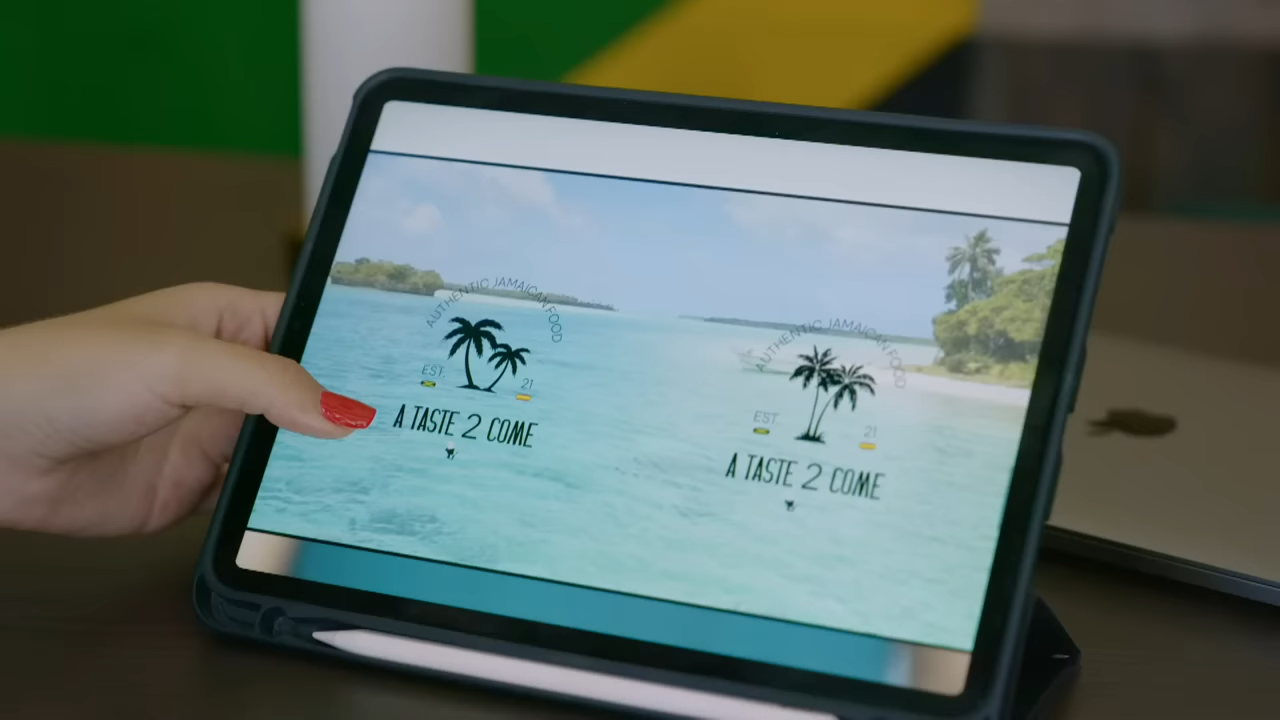 AUTHENTIC JAMAICAN FOOD
EST. 21
A TASTE 2 COME
AUTHENTIC JAMAICAN FOOD
EST. 21
A TASTE 2 COME